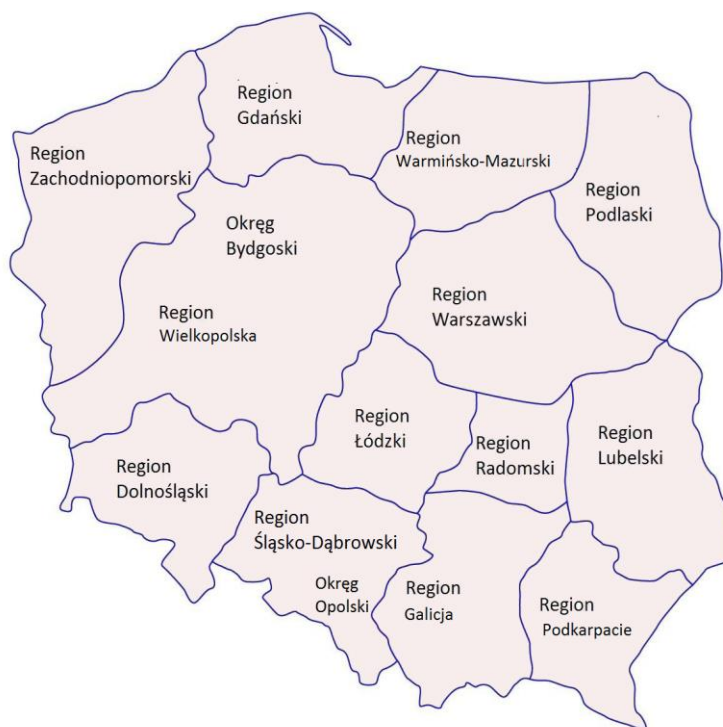 Region
Gdański
Region
Zachodniopomorski
Region
Warmińsko-Mazurski
Region
Podlaski
Okręg
Bydgoski
Region
Wielkopolska
Region
Warszawski
Region
Łódzki
Region
Radomski
Region
Lubelski
Region
Dolnośląski
Region
Śląsko-Dąbrowski
Okręg
Opolski
Region
Galicja
Region
Podkarpacie